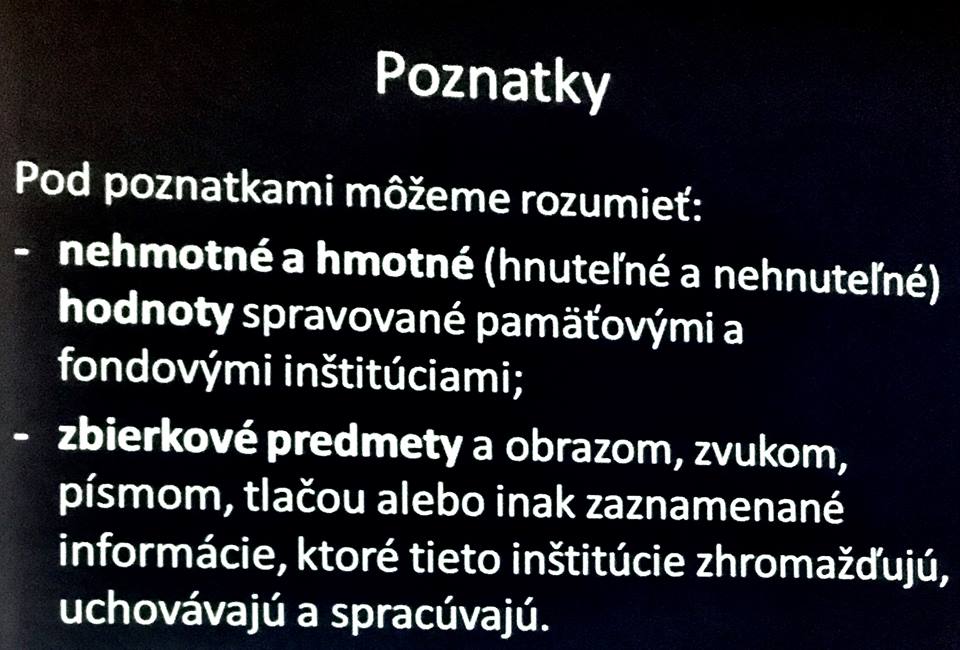 Poznatky
Pod poznatkami môžeme rozumieť:
- nehmotné a hmotné (hnuteľné a nehnuteľné)
hodnoty spravované pamäťovými a
fondovými inštitúciami;
- zbierkové predmety a obrazom, zvukom,
písmom, tlačou alebo inak zaznamenané
informácie, ktoré tieto inštitúcie zhromažďujú,
uchovávajú a spracúvajú.